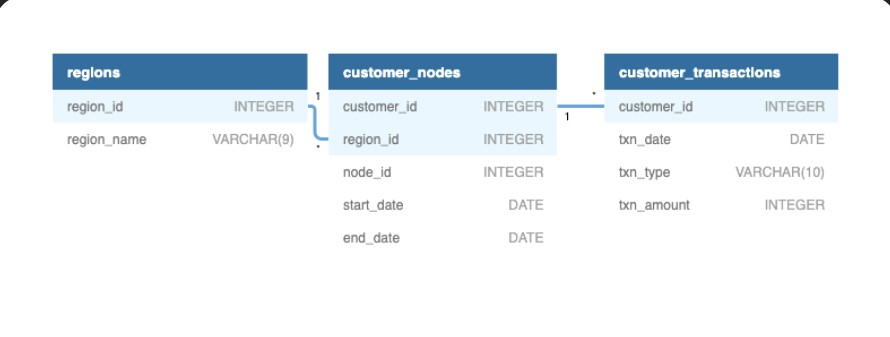 regions
region_id INTEGER
region_name VARCHAR(9)
1
*
customer_nodes
customer_id INTEGER
region_id INTEGER
node_id INTEGER
start_date DATE
end_date DATE
1
*
customer_transactions
customer_id INTEGER
txn_date DATE
txn_type VARCHAR(10)
txn_amount INTEGER